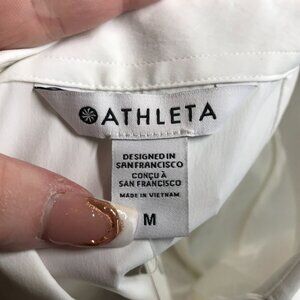 ATHLETA
DESIGNED IN
SAN FRANCISCO
CONÇU À
SAN FRANCISCO
MADE IN VIETNAM
M